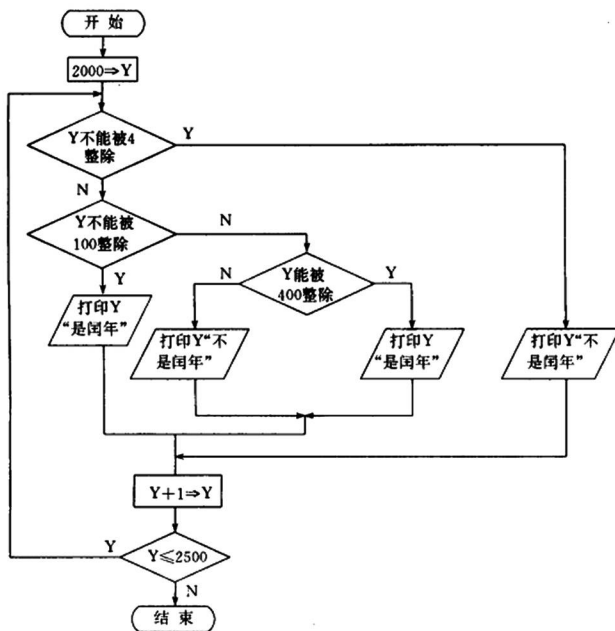 开 始
2000⇒Y
Y不能被4
整除
Y
N
Y不能被
100整除
N
Y
Y能被
400整除
N
Y
打印Y
“是闰年”
打印Y“不
是闰年”
打印Y
“是闰年”
打印Y“不
是闰年”
Y+1⇒Y
Y≤2500
Y
N
结 束